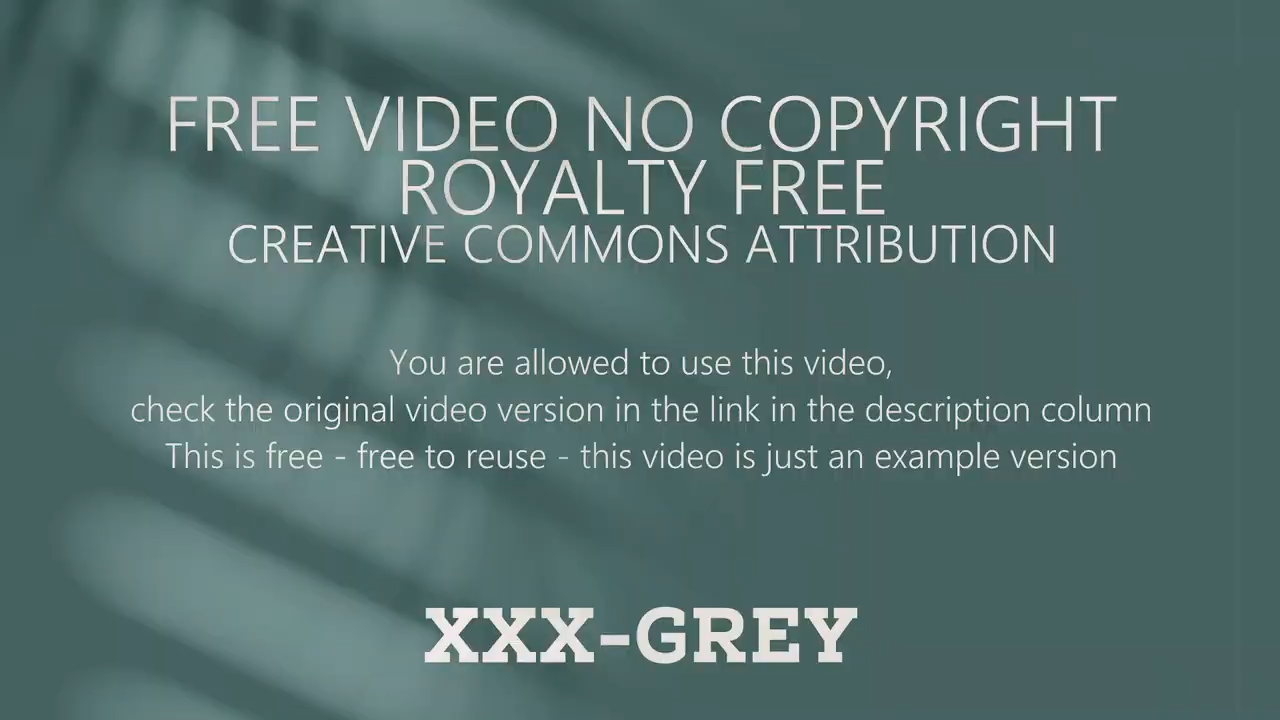 FREE VIDEO NO COPYRIGHT
ROYALTY FREE
CREATIVE COMMONS ATTRIBUTION
You are allowed to use this video,
check the original video version in the link in the description column
This is free - free to reuse - this video is just an example version
XXX-GREY